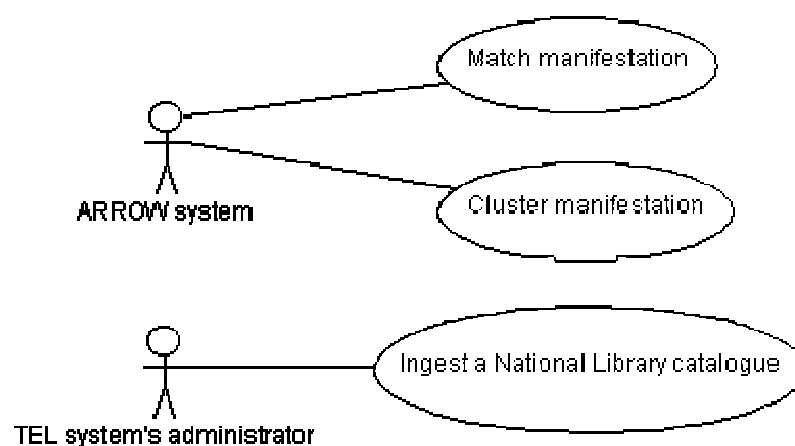 Match manifestation
ARROW system
Cluster manifestation
Ingest a National Library catalogue
TEL system's administrator